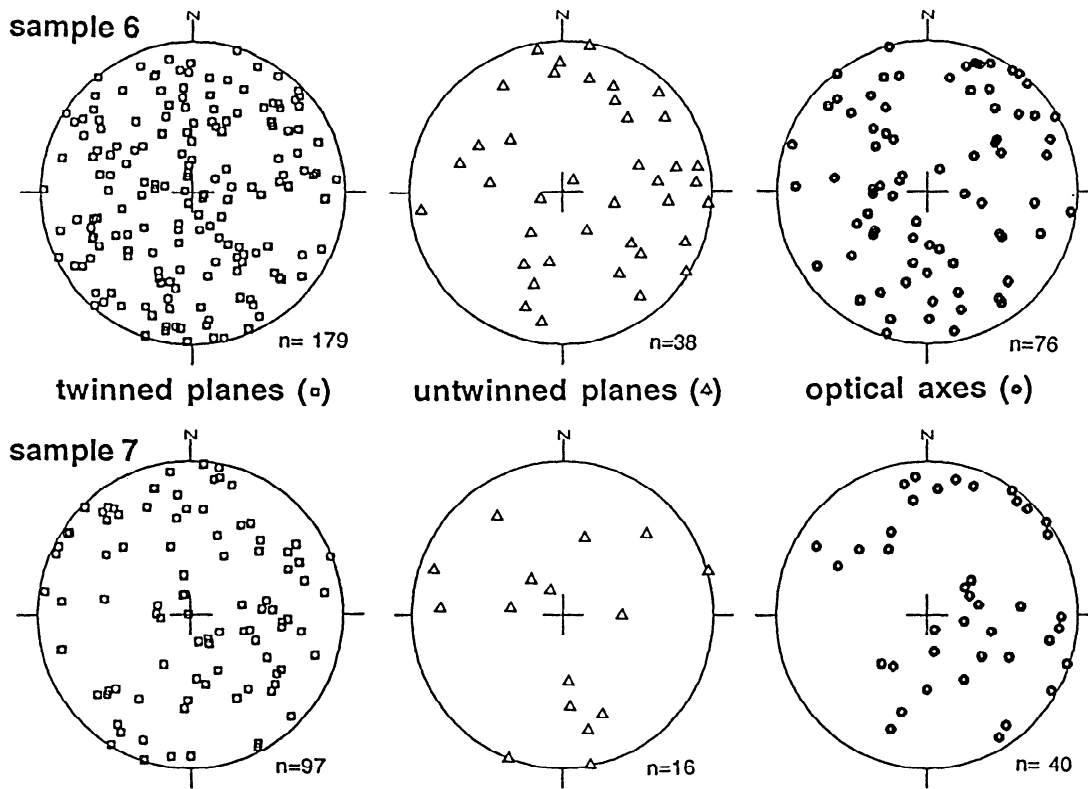 sample 6
N N N
n= 179 n=38 n=76
twinned planes (▫) untwinned planes (▵) optical axes (∘)
sample 7
N N N
n=97 n=16 n= 40